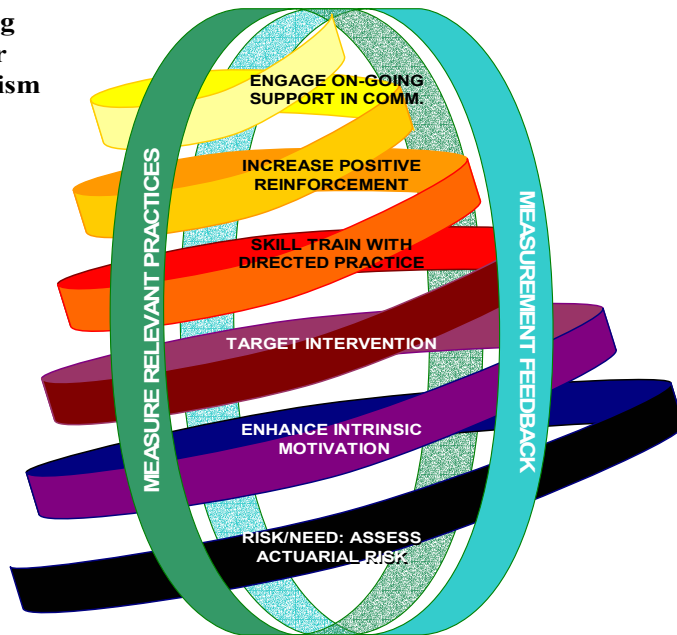 ENGAGE ON-GOING
SUPPORT IN COMM.
INCREASE POSITIVE
REINFORCEMENT
SKILL TRAIN WITH
DIRECTED PRACTICE
TARGET INTERVENTION
ENHANCE INTRINSIC
MOTIVATION
RISK/NEED: ASSESS
ACTUARIAL RISK
MEASURE RELEVANT PRACTICES
MEASUREMENT FEEDBACK